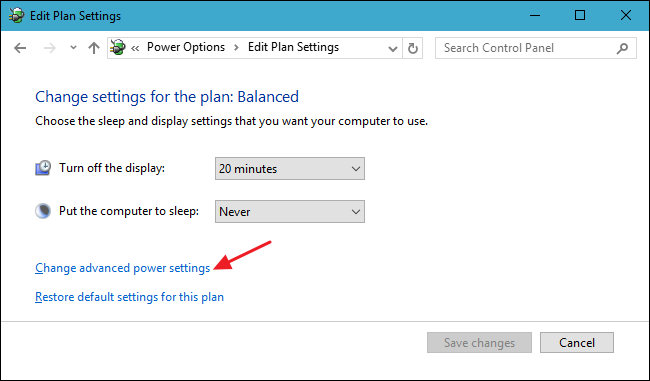 Edit Plan Settings
« Power Options > Edit Plan Settings
Search Control Panel
Change settings for the plan: Balanced
Choose the sleep and display settings that you want your computer to use.
Turn off the display: 20 minutes
Put the computer to sleep: Never
Change advanced power settings
Restore default settings for this plan
Save changes Cancel